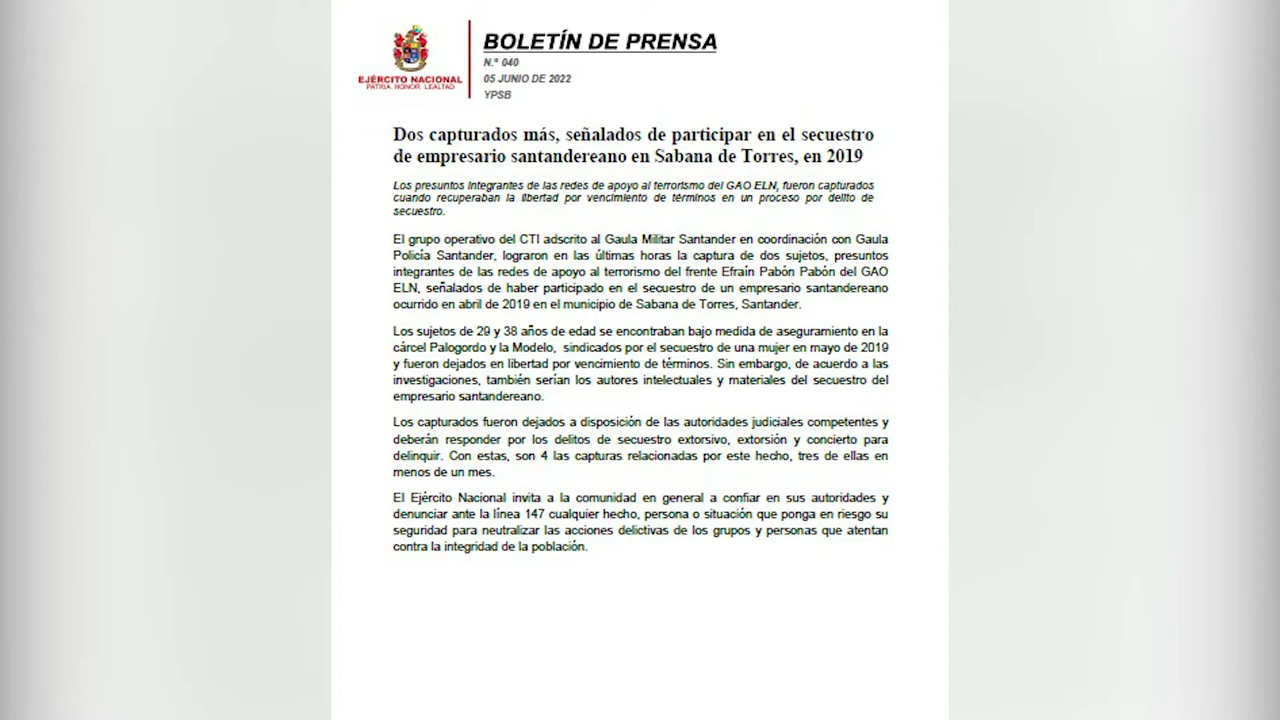 EJÉRCITO NACIONAL
PATRIA HONOR LEALTAD
BOLETÍN DE PRENSA
N.º 040
05 JUNIO DE 2022
YPSB
Dos capturados más, señalados de participar en el secuestro
de empresario santandereano en Sabana de Torres, en 2019
Los presuntos integrantes de las redes de apoyo al terrorismo del GAO ELN, fueron capturados
cuando recuperaban la libertad por vencimiento de términos en un proceso por delito de
secuestro.
El grupo operativo del CTI adscrito al Gaula Militar Santander en coordinación con Gaula
Policía Santander, lograron en las últimas horas la captura de dos sujetos, presuntos
integrantes de las redes de apoyo al terrorismo del frente Efraín Pabón Pabón del GAO
ELN, señalados de haber participado en el secuestro de un empresario santandereano
ocurrido en abril de 2019 en el municipio de Sabana de Torres, Santander.
Los sujetos de 29 y 38 años de edad se encontraban bajo medida de aseguramiento en la
cárcel Palogordo y la Modelo, sindicados por el secuestro de una mujer en mayo de 2019
y fueron dejados en libertad por vencimiento de términos. Sin embargo, de acuerdo a las
investigaciones, también serían los autores intelectuales y materiales del secuestro del
empresario santandereano.
Los capturados fueron dejados a disposición de las autoridades judiciales competentes y
deberán responder por los delitos de secuestro extorsivo, extorsión y concierto para
delinquir. Con estas, son 4 las capturas relacionadas por este hecho, tres de ellas en
menos de un mes.
El Ejército Nacional invita a la comunidad en general a confiar en sus autoridades y
denunciar ante la línea 147 cualquier hecho, persona o situación que ponga en riesgo su
seguridad para neutralizar las acciones delictivas de los grupos y personas que atentan
contra la integridad de la población.